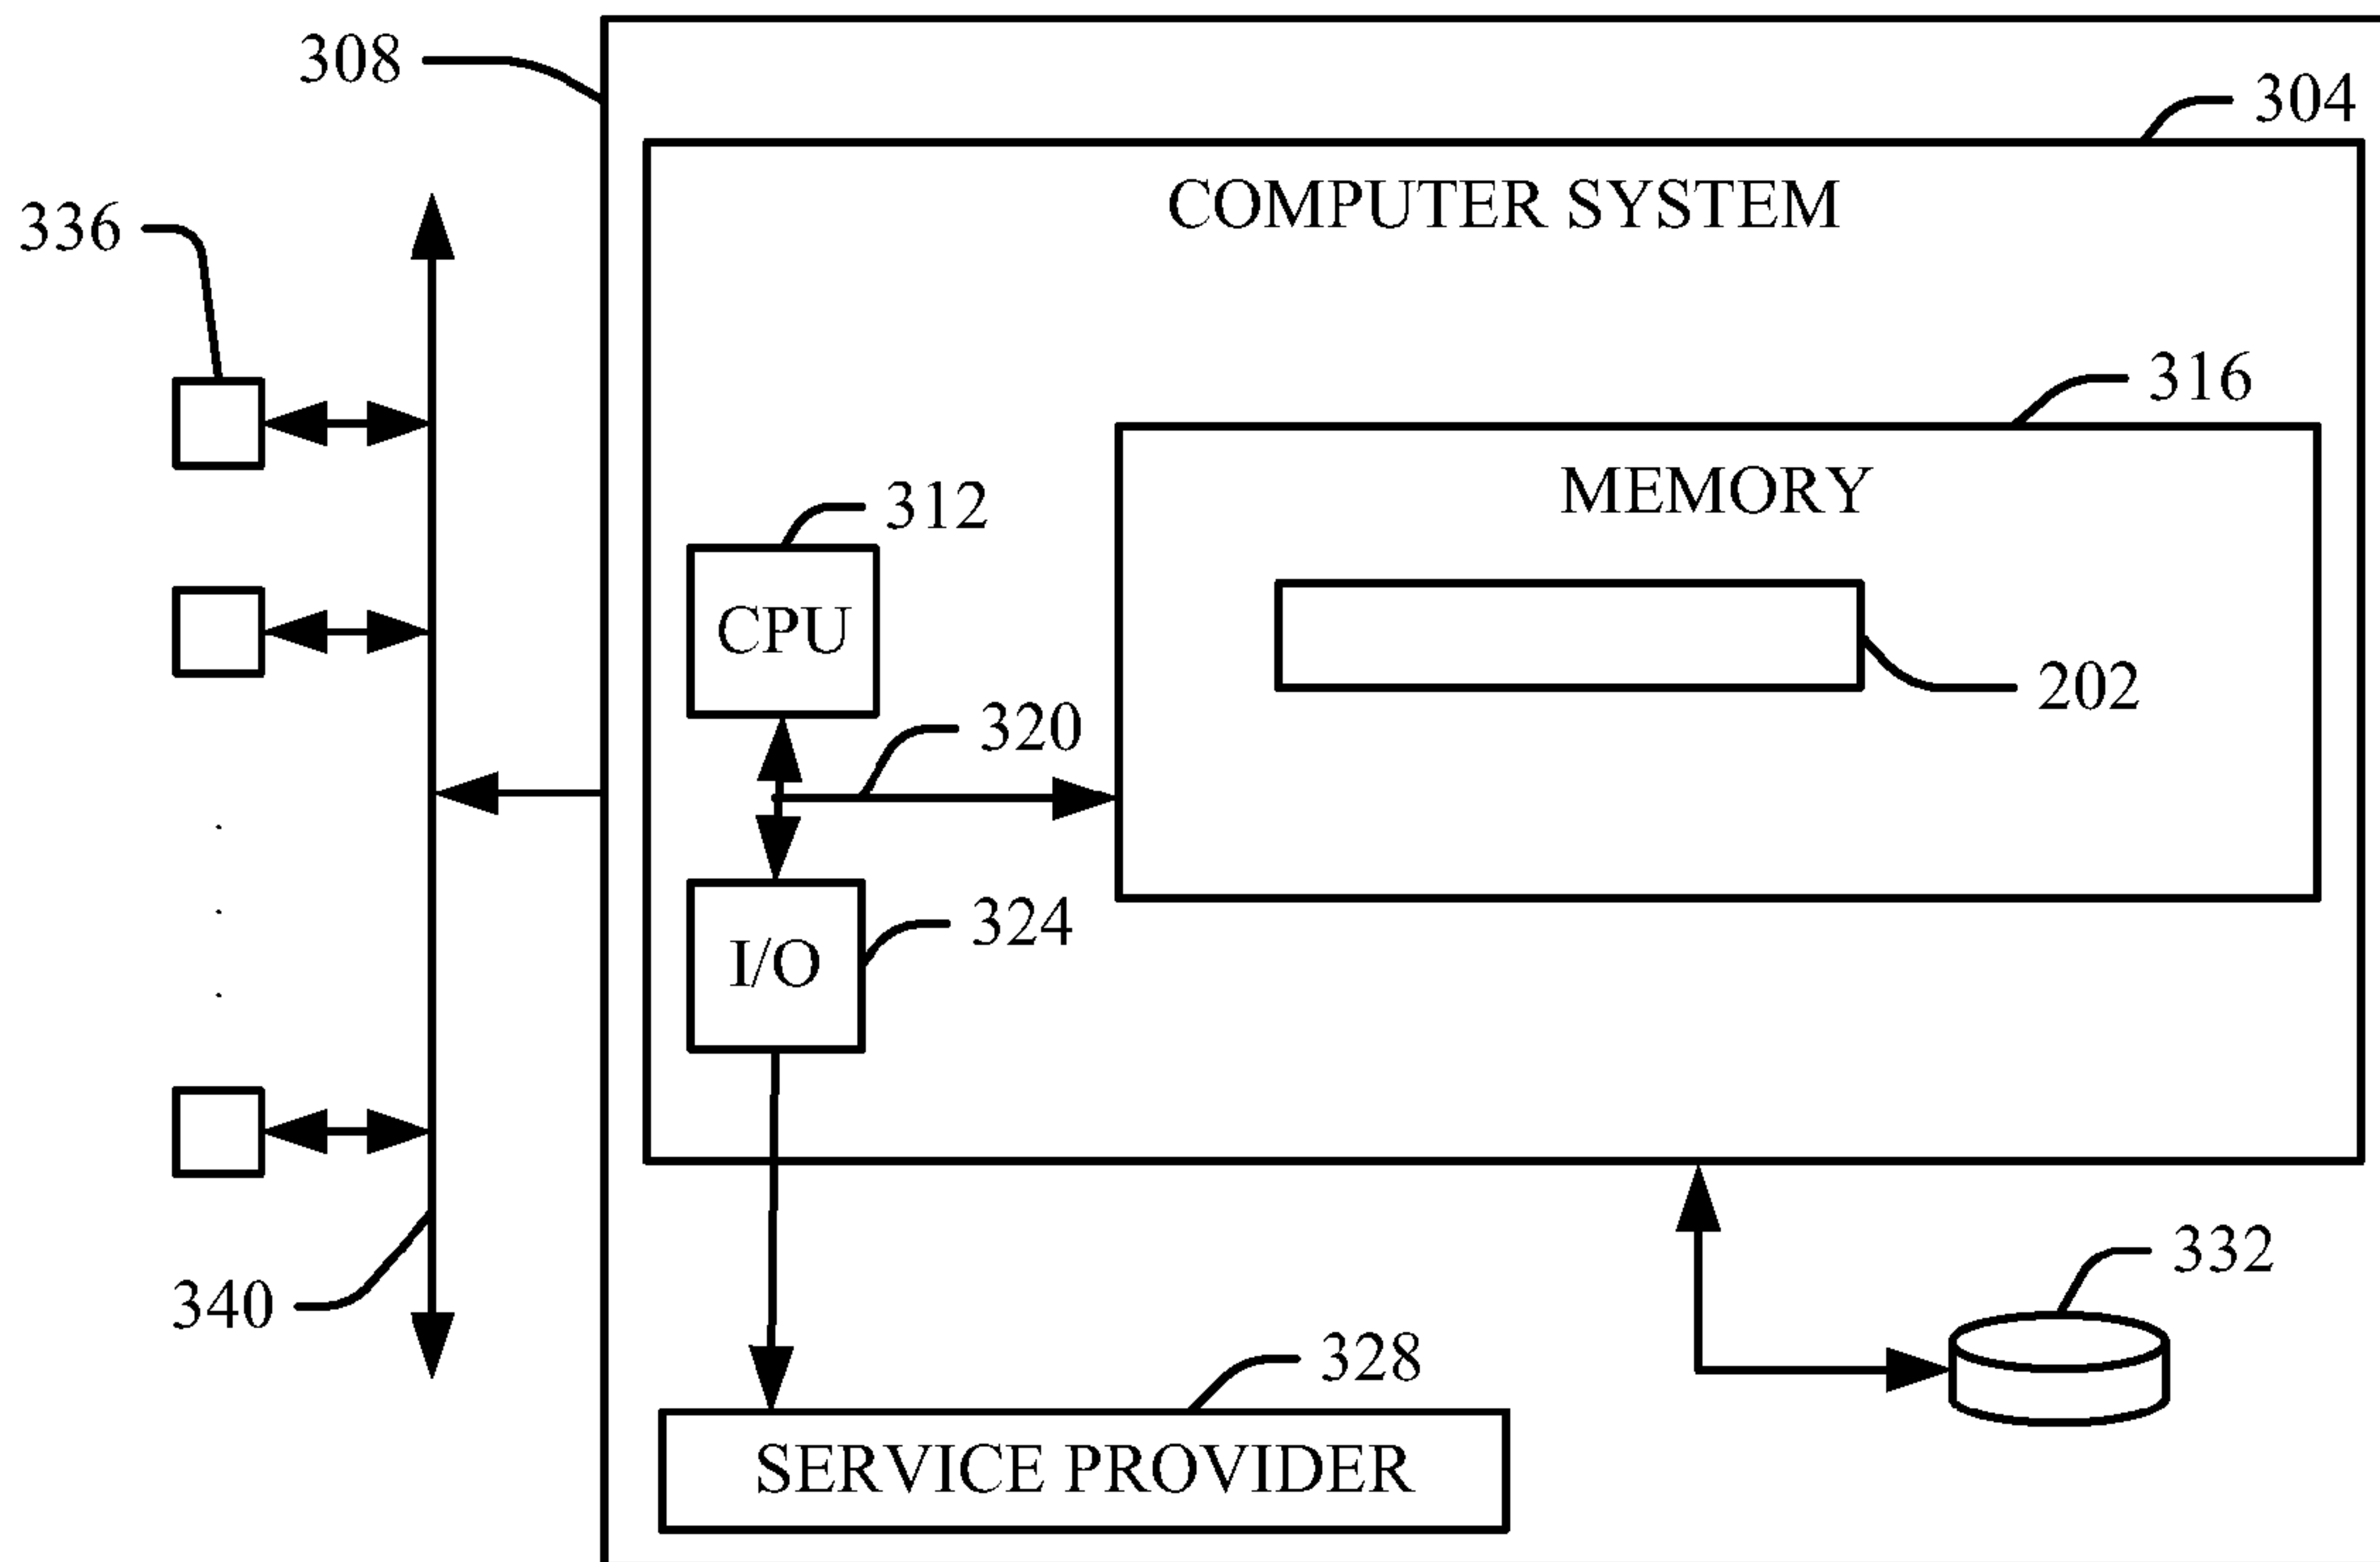 308
304
COMPUTER SYSTEM
336
316
MEMORY
312
CPU
202
320
324
I/O
332
340
328
SERVICE PROVIDER